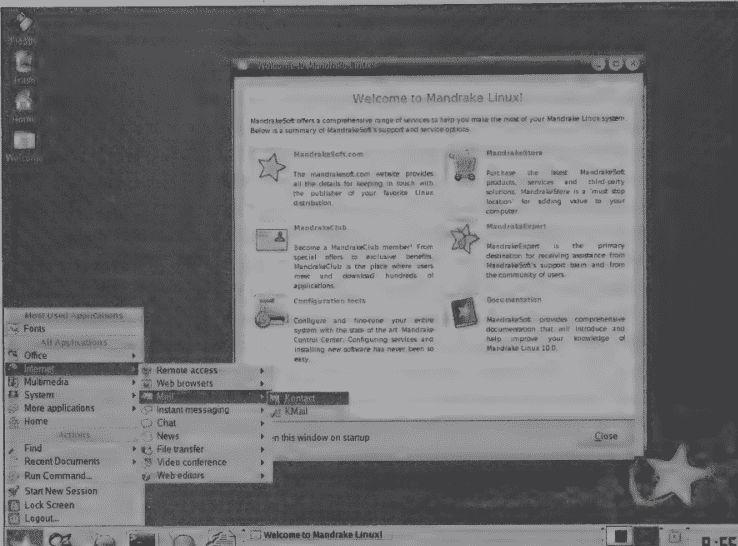 Floppy
Trash
Home
Welcome
Welcome to Mandrake Linux!
Welcome to Mandrake Linux!
MandrakeSoft offers a comprehensive range of services to help you make the most of your Mandrake Linux system.
Below is a summary of MandrakeSoft's support and service options.
MandrakeSoft.com
The mandrakesoft.com website provides
all the details for keeping in touch with
the publisher of your favorite Linux
distribution.
MandrakeStore
Purchase the latest MandrakeSoft
products, services and third-party
solutions. MandrakeStore is a 'must stop
location' for adding value to your
computer
MandrakeClub
Become a MandrakeClub member! From
special offers to exclusive benefits.
MandrakeClub is the place where users
meet and download hundreds of
applications.
MandrakeExpert
MandrakeExpert is the primary
destination for receiving assistance from
MandrakeSoft's support team and from
the community of users.
Configuration tools
Configure and fine-tune your entire
system with the state of the art Mandrake
Control Center. Configuring services and
installing new software has never been so
easy.
Documentation
MandrakeSoft provides comprehensive
documentation that will introduce and
help improve your knowledge of
Mandrake Linux 10.0.
en this window on startup
Close
Most Used Applications
Fonts
All Applications
Office
Internet
Multimedia
System
More applications
Home
Actions
Find
Recent Documents
Run Command...
Start New Session
Lock Screen
Logout...
Remote access
Web browsers
Mail
Instant messaging
Chat
News
File transfer
Video conference
Web editors
Kontact
KMail
Welcome to Mandrake Linux!